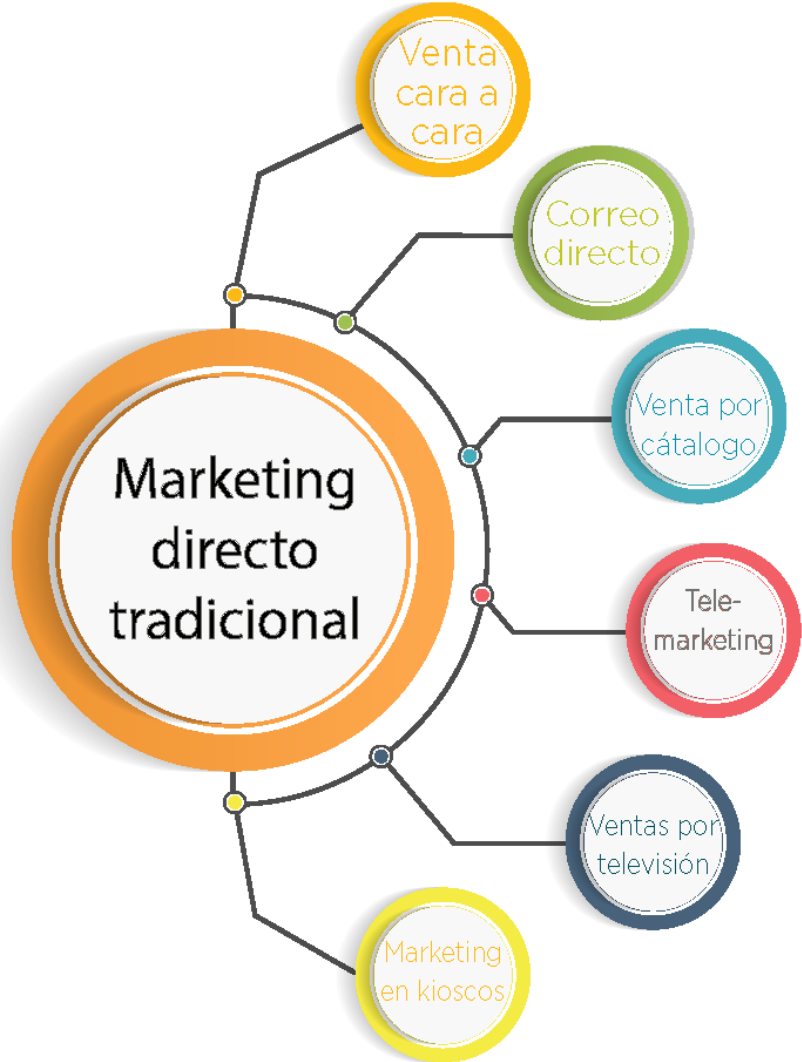 Venta
cara a
cara
Correo
directo
Venta por
cátalogo
Marketing
directo
tradicional
Tele-
marketing
Ventas por
televisión
Marketing
en kioscos